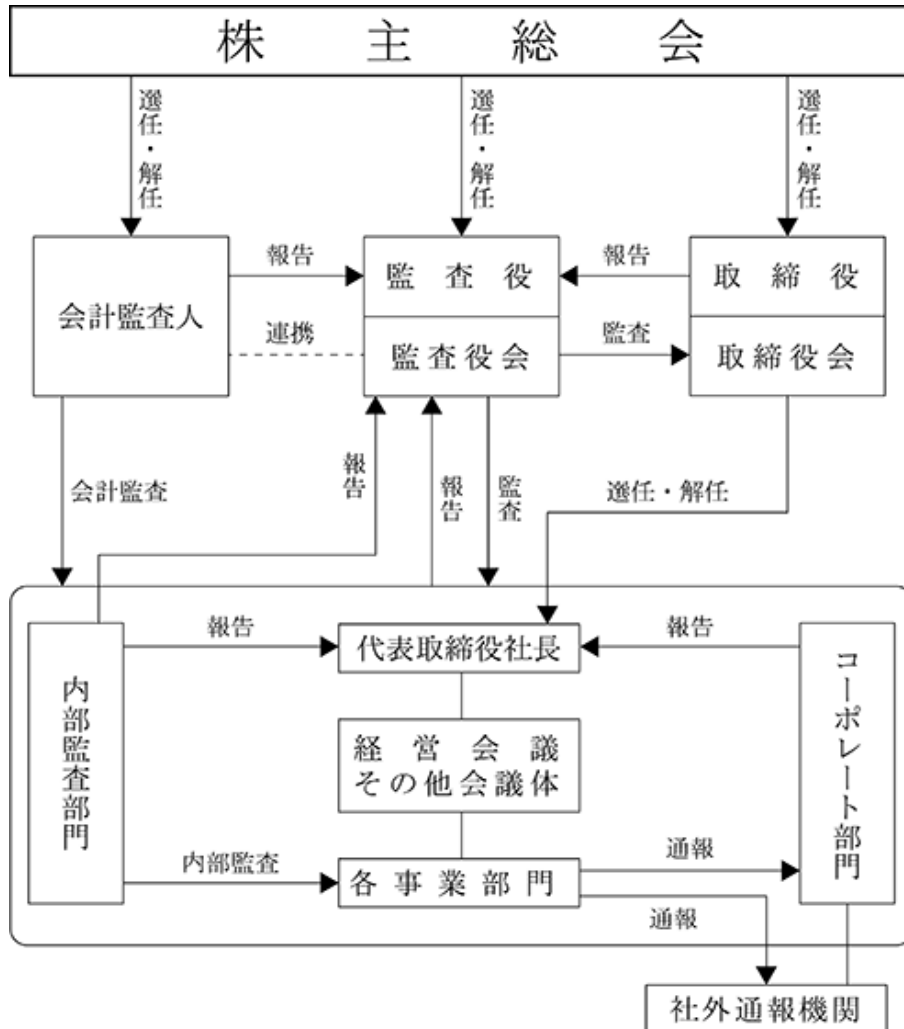 株主総会
選任・解任
選任・解任
選任・解任
会計監査人
報告
連携
監査役
監査役会
報告
監査
取締役
取締役会
会計監査
報告
報告
監査
選任・解任
内部監査部門
報告
代表取締役社長
報告
コーポレート部門
経営会議
その他会議体
内部監査
各事業部門
通報
通報
社外通報機関